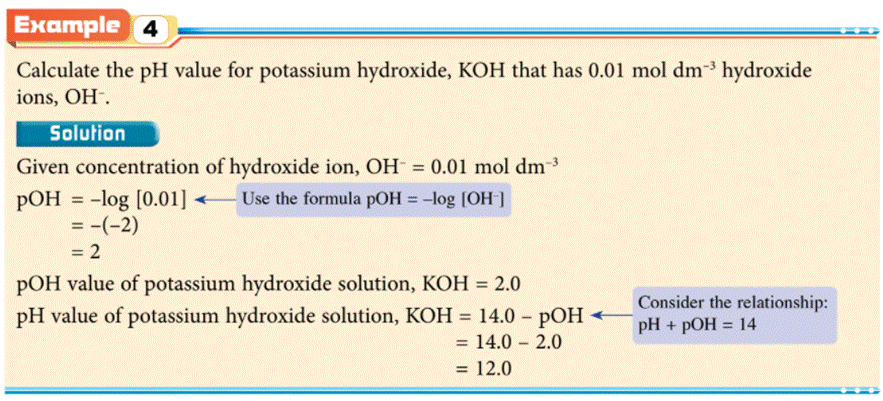 Example 4
Calculate the pH value for potassium hydroxide, KOH that has 0.01 mol dm⁻³ hydroxide
ions, OH⁻.
Solution
Given concentration of hydroxide ion, OH⁻ = 0.01 mol dm⁻³
pOH = –log [0.01]
Use the formula pOH = –log [OH⁻]
= –(–2)
= 2
pOH value of potassium hydroxide solution, KOH = 2.0
pH value of potassium hydroxide solution, KOH = 14.0 – pOH
Consider the relationship:
pH + pOH = 14
= 14.0 – 2.0
= 12.0